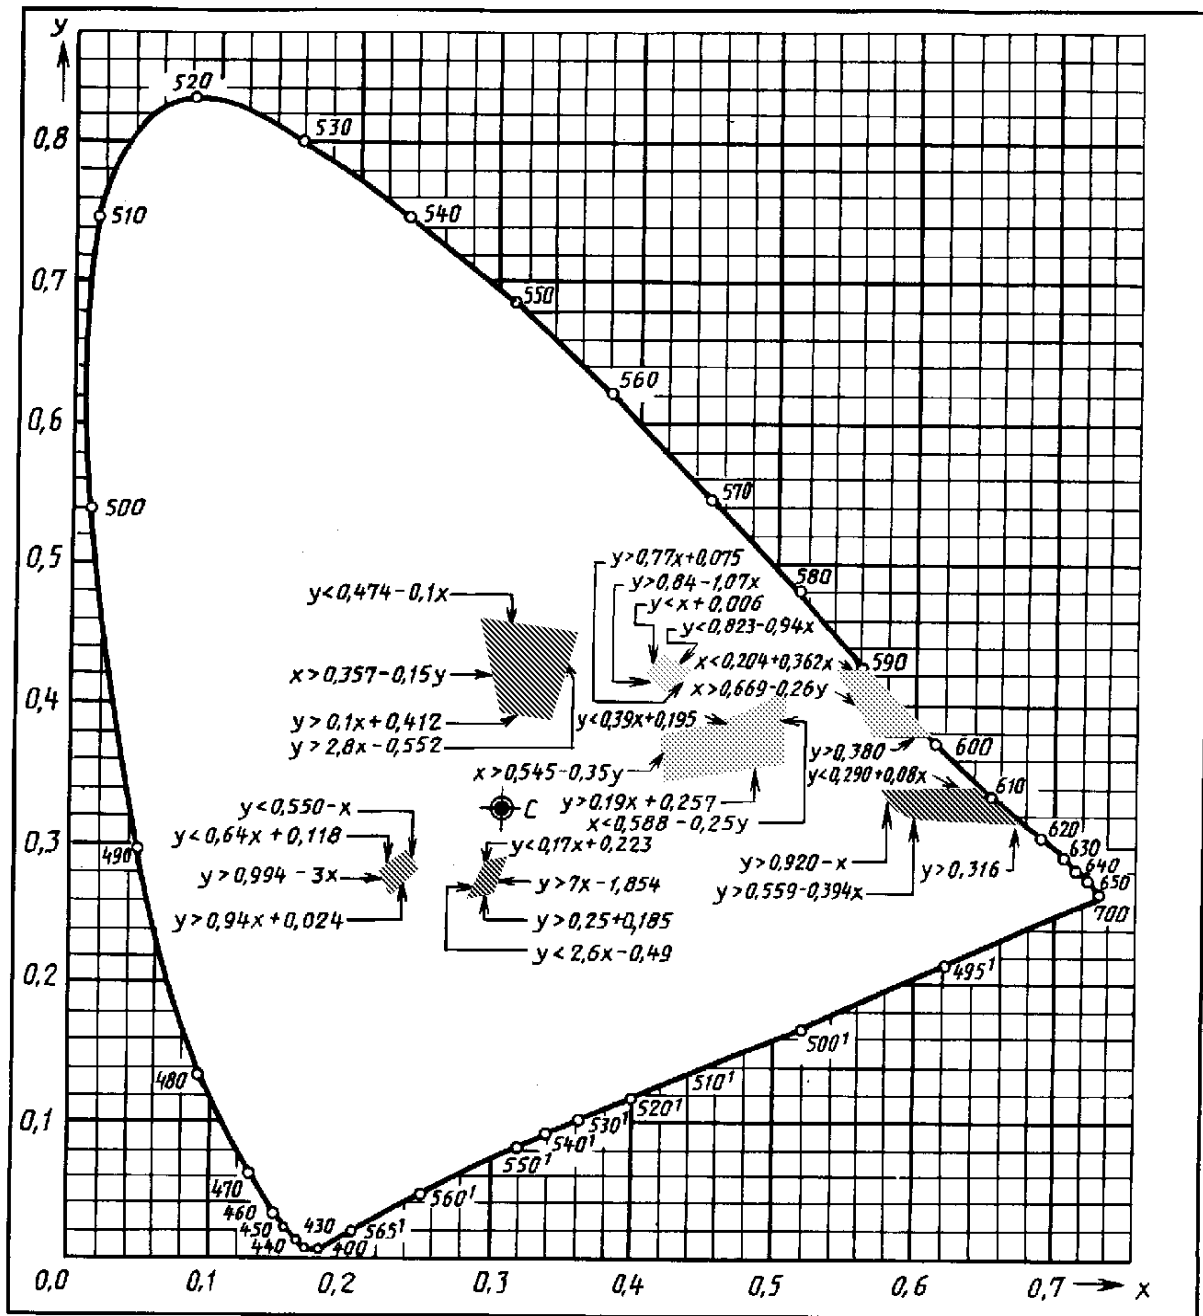 y
520
530
0,8
510
540
0,7
550
560
0,6
570
500
0,5
y>0,77x+0,075
y>0,84-1,07x
580
y<0,474-0,1x
y<x+0,006
y<0,823-0,94x
x<0,204+0,362x
590
x>0,357-0,15y
x>0,669-0,26y
0,4
y>0,1x+0,412
y<0,39x+0,195
y>2,8x-0,552
y>0,380
600
x>0,545-0,35y
y<0,290+0,08x
610
y<0,550-x
C
y>0,19x+0,257
x<0,588-0,25y
620
y<0,64x+0,118
y<0,17x+0,223
0,3
490
630
y>0,920-x
y>0,316
640
y>0,994-3x
y>7x-1,854
y>0,559-0,394x
650
700
y>0,94x+0,024
y>0,25+0,185
y<2,6x-0,49
0,2
495¹
500¹
480
510¹
0,1
520¹
530¹
540¹
550¹
470
560¹
460
450
430
565¹
440
400
0,0
0,1
0,2
0,3
0,4
0,5
0,6
0,7
x